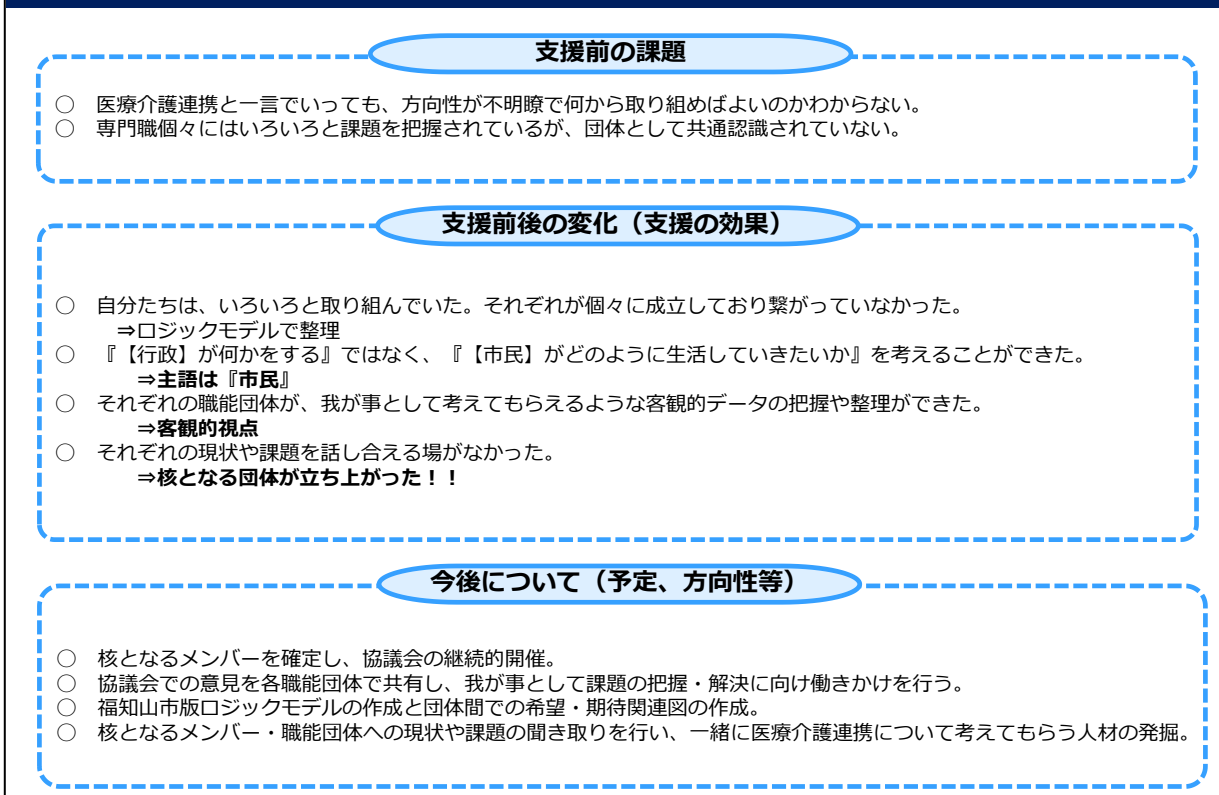 支援前の課題
○　医療介護連携と一言でいっても、方向性が不明瞭で何から取り組めばよいのかわからない。
○　専門職個々にはいろいろと課題を把握されているが、団体として共通認識されていない。
支援前後の変化（支援の効果）
○　自分たちは、いろいろと取り組んでいた。それぞれが個々に成立しており繋がっていなかった。
⇒ロジックモデルで整理
○　『【行政】が何かをする』ではなく、『【市民】がどのように生活していきたいか』を考えることができた。
⇒主語は『市民』
○　それぞれの職能団体が、我が事として考えてもらえるような客観的データの把握や整理ができた。
⇒客観的視点
○　それぞれの現状や課題を話し合える場がなかった。
⇒核となる団体が立ち上がった！！
今後について（予定、方向性等）
○　核となるメンバーを確定し、協議会の継続的開催。
○　協議会での意見を各職能団体で共有し、我が事として課題の把握・解決に向け働きかけを行う。
○　福知山市版ロジックモデルの作成と団体間での希望・期待関連図の作成。
○　核となるメンバー・職能団体への現状や課題の聞き取りを行い、一緒に医療介護連携について考えてもらう人材の発掘。